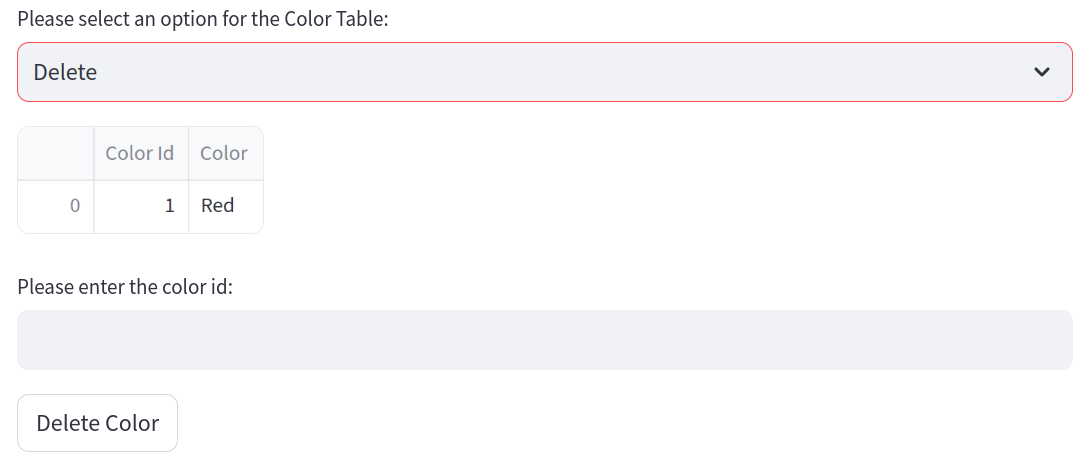 Please select an option for the Color Table:
Delete
Color Id Color
0 1 Red
Please enter the color id:
Delete Color